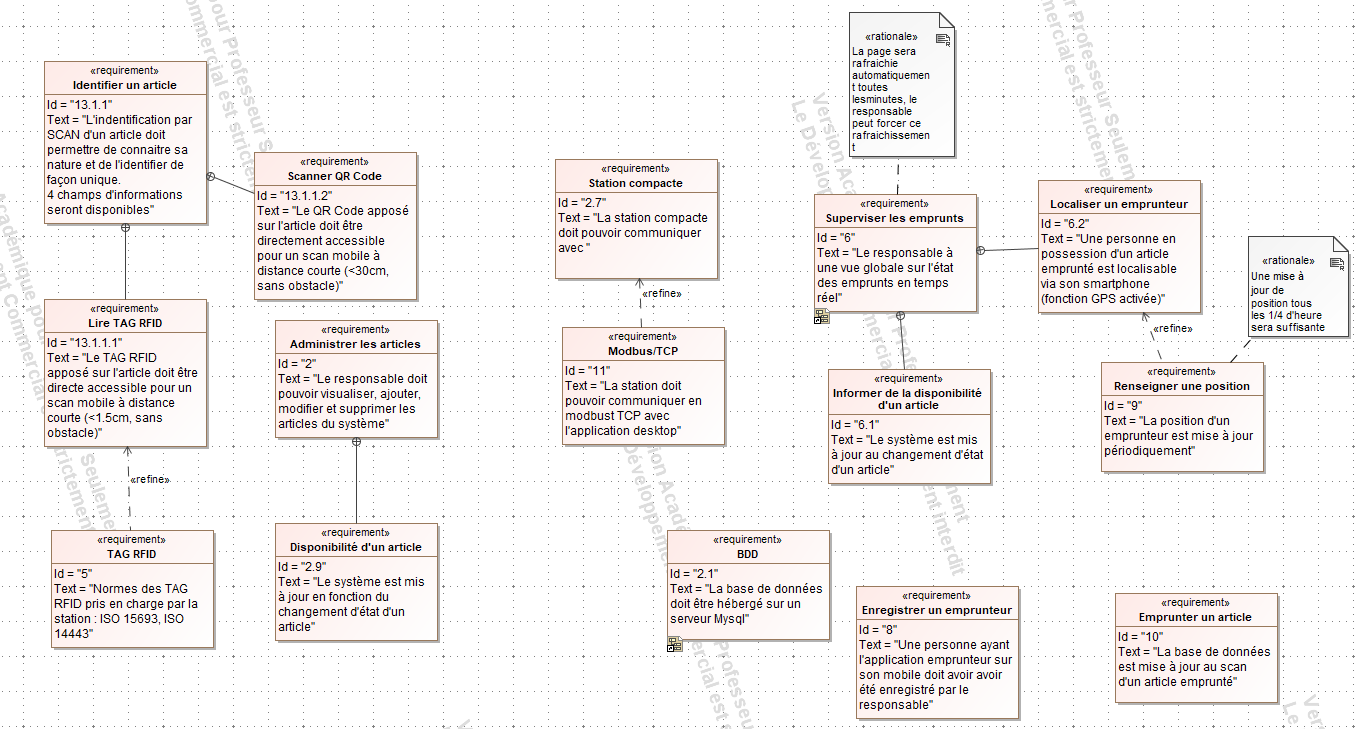 «requirement»
Identifier un article
Id = "13.1.1"
Text = "L'indentification par
SCAN d'un article doit
permettre de connaitre sa
nature et de l'identifier de
façon unique.
4 champs d'informations
seront disponibles"
«requirement»
Scanner QR Code
Id = "13.1.1.2"
Text = "Le QR Code apposé
sur l'article doit être
directement accessible
pour un scan mobile à
distance courte (<30cm,
sans obstacle)"
«requirement»
Lire TAG RFID
Id = "13.1.1.1"
Text = "Le TAG RFID
apposé sur l'article doit être
directe accessible pour un
scan mobile à distance
courte (<1.5cm, sans
obstacle)"
«refine»
«requirement»
TAG RFID
Id = "5"
Text = "Normes des TAG
RFID pris en charge par la
station : ISO 15693, ISO
14443"
«requirement»
Administrer les articles
Id = "2"
Text = "Le responsable doit
pouvoir visualiser, ajouter,
modifier et supprimer les
articles du système"
«requirement»
Disponibilité d'un article
Id = "2.9"
Text = "Le système est mis
à jour en fonction du
changement d'état d'un
article"
«requirement»
Station compacte
Id = "2.7"
Text = "La station compacte
doit pouvoir communiquer
avec "
«refine»
«requirement»
Modbus/TCP
Id = "11"
Text = "La station doit
pouvoir communiquer en
modbust TCP avec
l'application desktop"
«requirement»
BDD
Id = "2.1"
Text = "La base de données
doit être hébergé sur un
serveur Mysql"
«rationale»
La page sera
rafraichie
automatiquemen
t toutes
lesminutes, le
responsable
peut forcer ce
rafraichissemen
t
«requirement»
Superviser les emprunts
Id = "6"
Text = "Le responsable à
une vue globale sur l'état
des emprunts en temps
réel"
«requirement»
Localiser un emprunteur
Id = "6.2"
Text = "Une personne en
possession d'un article
emprunté est localisable
via son smartphone
(fonction GPS activée)"
«rationale»
Une mise à
jour de
position tous
les 1/4 d'heure
sera suffisante
«refine»
«requirement»
Informer de la disponibilité
d'un article
Id = "6.1"
Text = "Le système est mis
à jour au changement d'état
d'un article"
«requirement»
Renseigner une position
Id = "9"
Text = "La position d'un
emprunteur est mise à jour
périodiquement"
«requirement»
Enregistrer un emprunteur
Id = "8"
Text = "Une personne ayant
l'application emprunteur sur
son mobile doit avoir avoir
été enregistré par le
responsable"
«requirement»
Emprunter un article
Id = "10"
Text = "La base de données
est mise à jour au scan
d'un article emprunté"